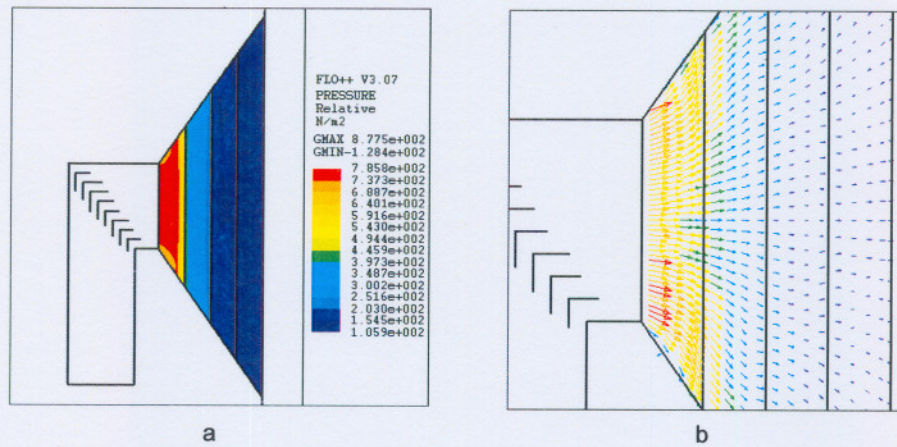 FLO++ V3.07
PRESSURE
Relative
N/m2
GMAX 8.775e+002
GMIN-1.284e+002
7.858e+002
7.373e+002
6.887e+002
6.401e+002
5.916e+002
5.430e+002
4.944e+002
4.459e+002
3.973e+002
3.487e+002
3.002e+002
2.516e+002
2.030e+002
1.545e+002
1.059e+002
a
b